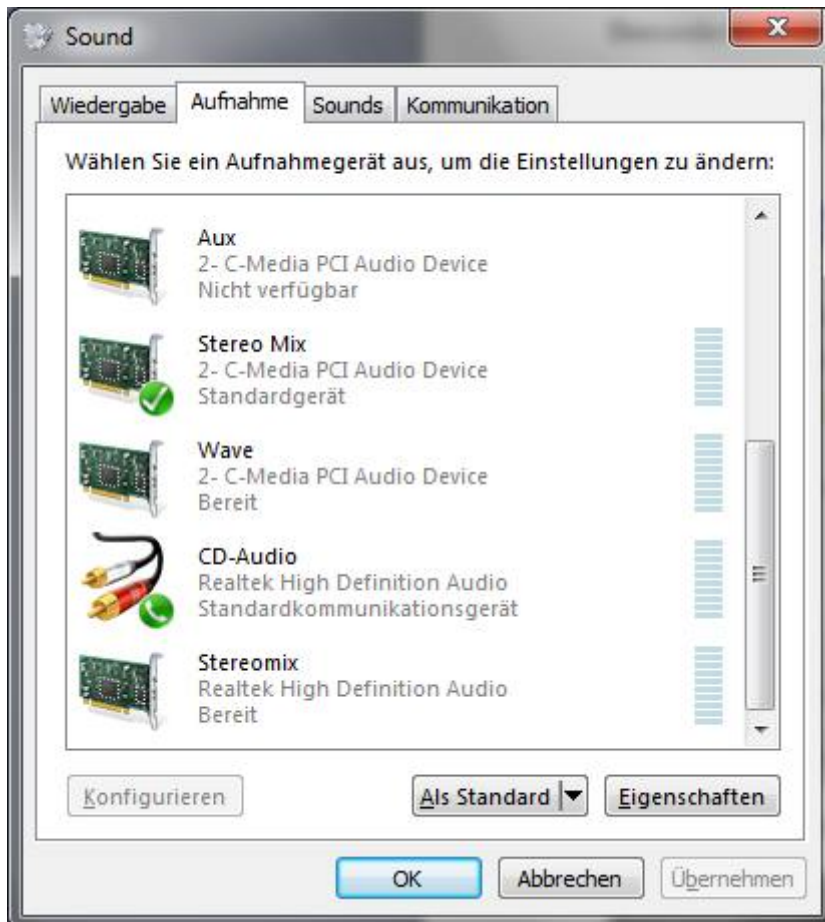 Sound
Wiedergabe Aufnahme Sounds Kommunikation
Wählen Sie ein Aufnahmegerät aus, um die Einstellungen zu ändern:
Aux
2- C-Media PCI Audio Device
Nicht verfügbar
Stereo Mix
2- C-Media PCI Audio Device
Standardgerät
Wave
2- C-Media PCI Audio Device
Bereit
CD-Audio
Realtek High Definition Audio
Standardkommunikationsgerät
Stereomix
Realtek High Definition Audio
Bereit
Konfigurieren Als Standard Eigenschaften
OK Abbrechen Übernehmen